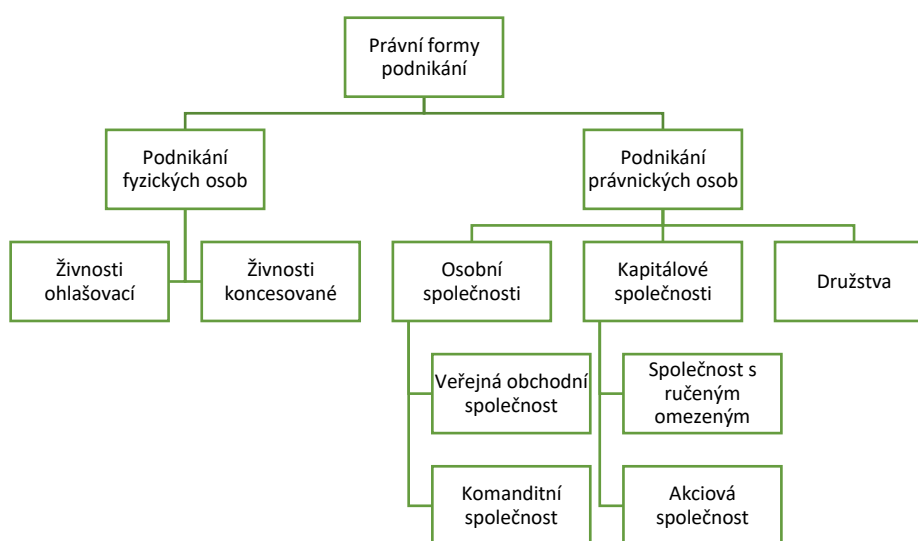 Právní formy
podnikání
Podnikání
fyzických osob
Podnikání
právnických osob
Živnosti
ohlašovací
Živnosti
koncesované
Osobní
společnosti
Kapitálové
společnosti
Družstva
Veřejná obchodní
společnost
Společnost s
ručeným
omezeným
Komanditní
společnost
Akciová
společnost